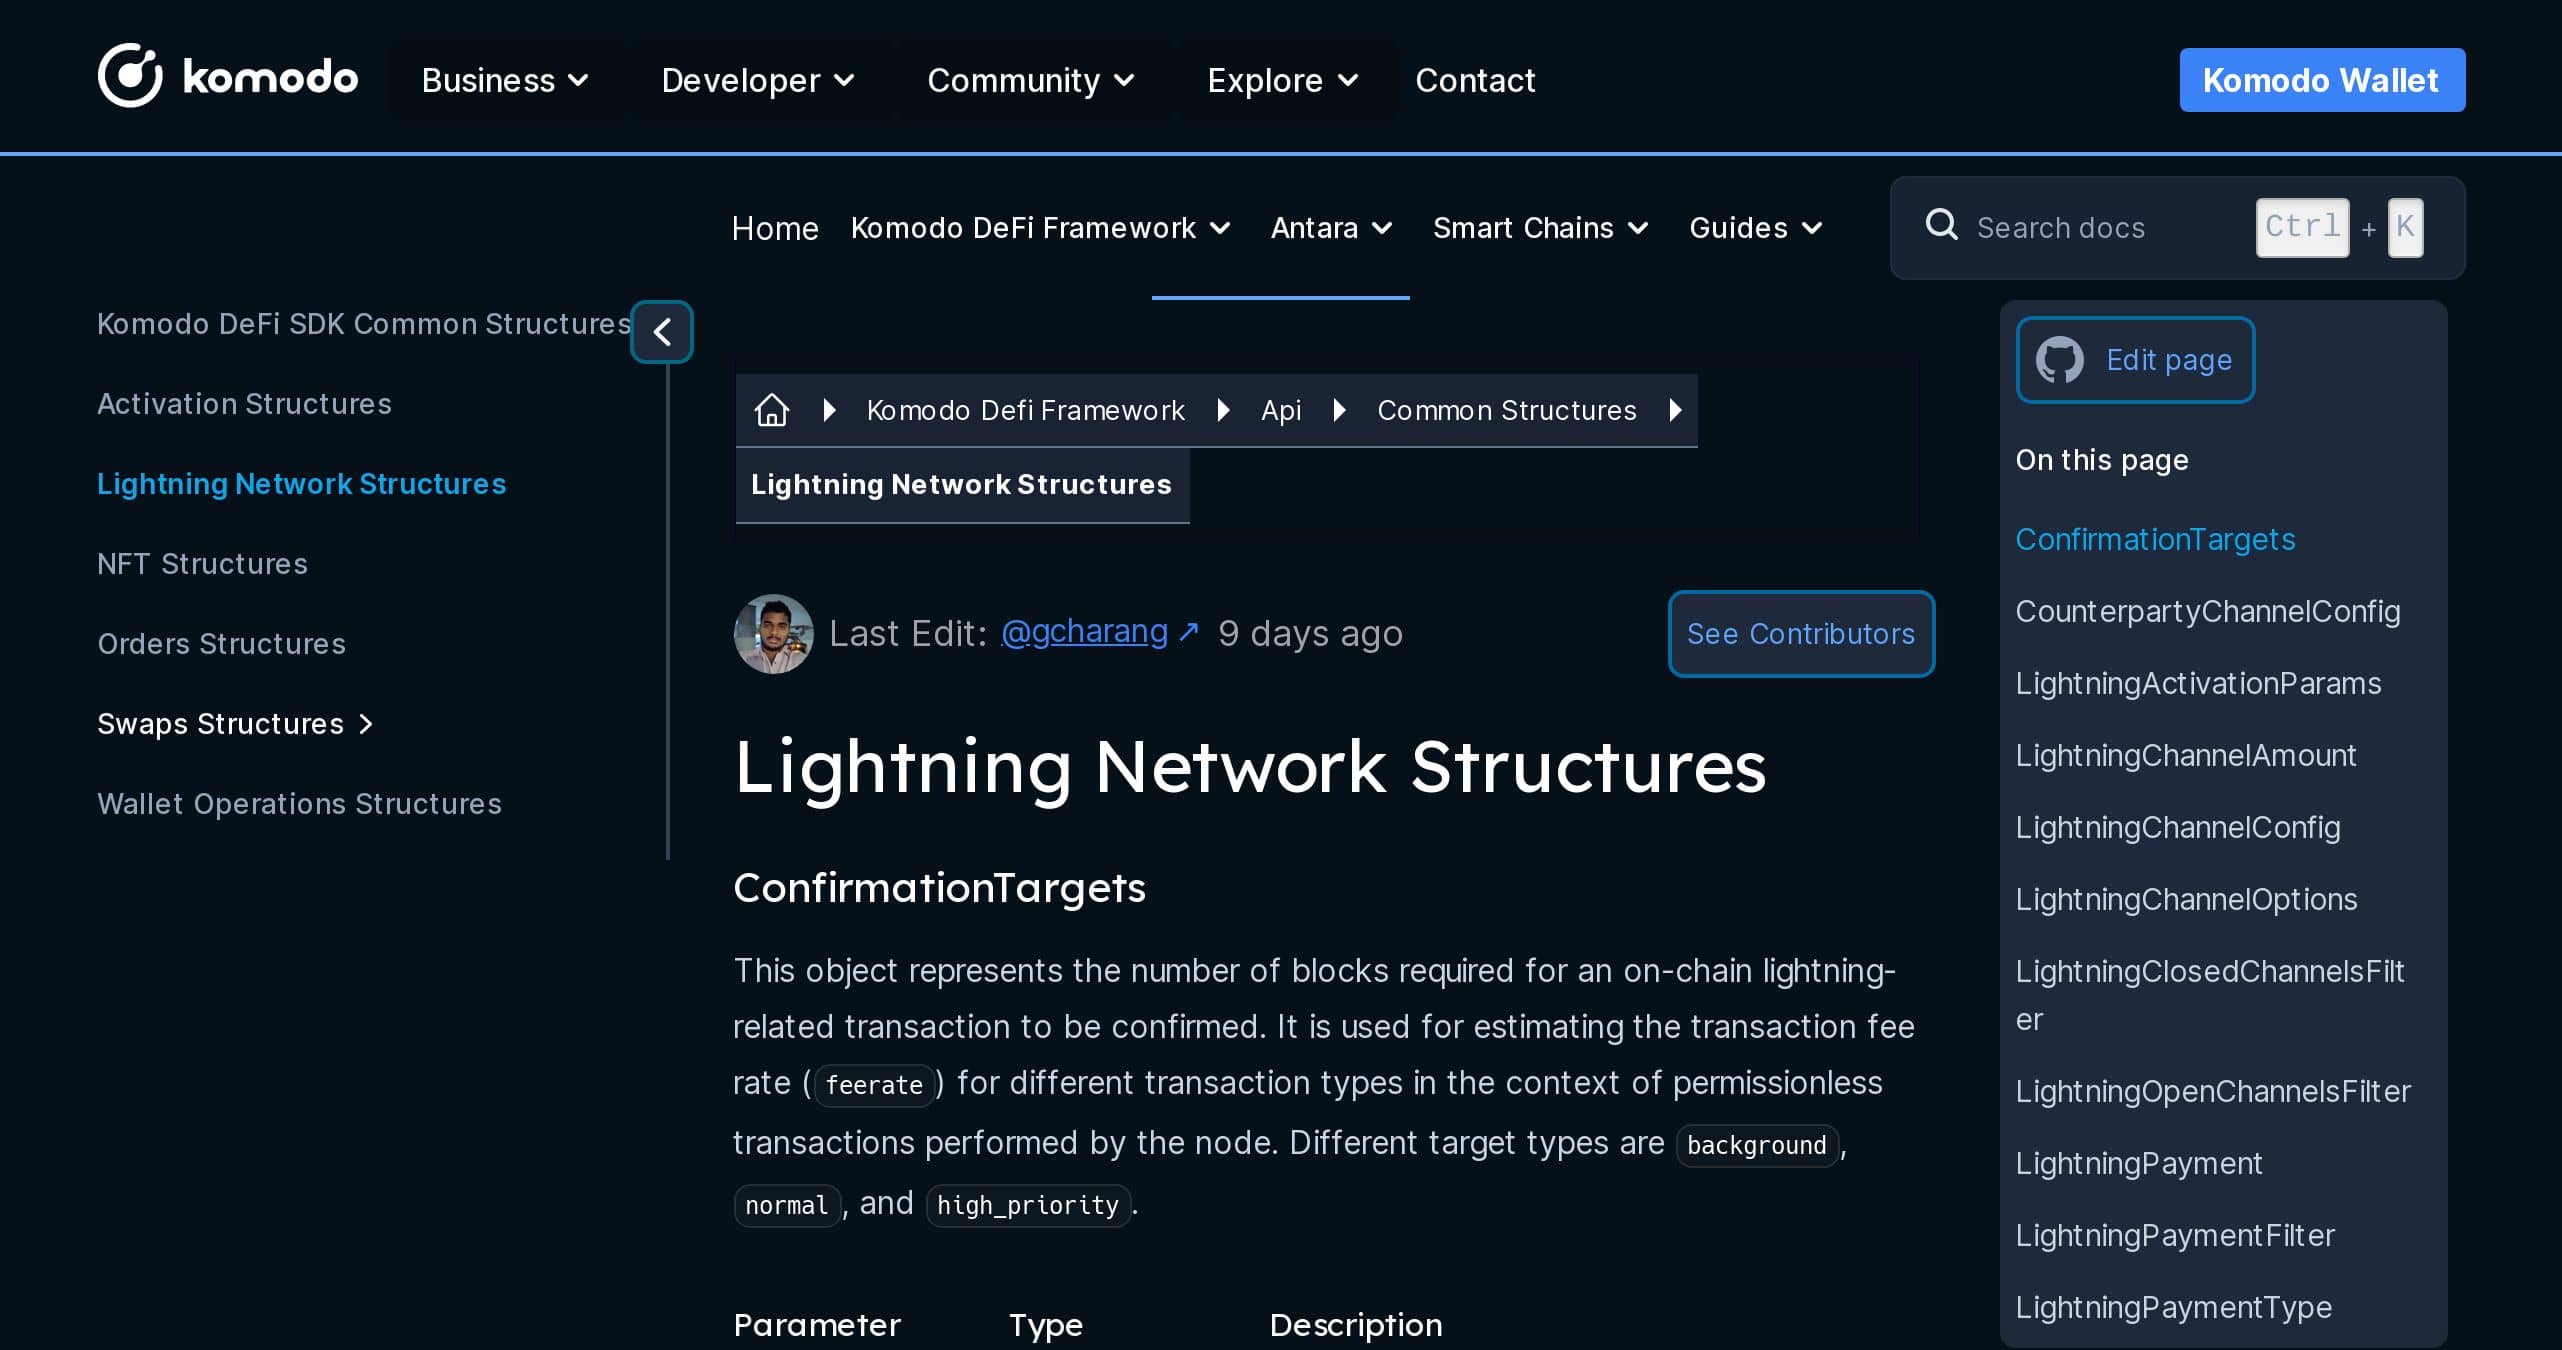 komodo
Business
Developer
Community
Explore
Contact
Komodo Wallet
Home
Komodo DeFi Framework
Antara
Smart Chains
Guides
Search docs
Ctrl + K
Komodo DeFi SDK Common Structures
Activation Structures
Lightning Network Structures
NFT Structures
Orders Structures
Swaps Structures
Wallet Operations Structures
Komodo Defi Framework
Api
Common Structures
Lightning Network Structures
Last Edit: @gcharang ↗ 9 days ago
See Contributors
Lightning Network Structures
ConfirmationTargets
This object represents the number of blocks required for an on-chain lightning-
related transaction to be confirmed. It is used for estimating the transaction fee
rate (feerate) for different transaction types in the context of permissionless
transactions performed by the node. Different target types are background,
normal, and high_priority.
Parameter Type Description
Edit page
On this page
ConfirmationTargets
CounterpartyChannelConfig
LightningActivationParams
LightningChannelAmount
LightningChannelConfig
LightningChannelOptions
LightningClosedChannelsFilt
er
LightningOpenChannelsFilter
LightningPayment
LightningPaymentFilter
LightningPaymentType